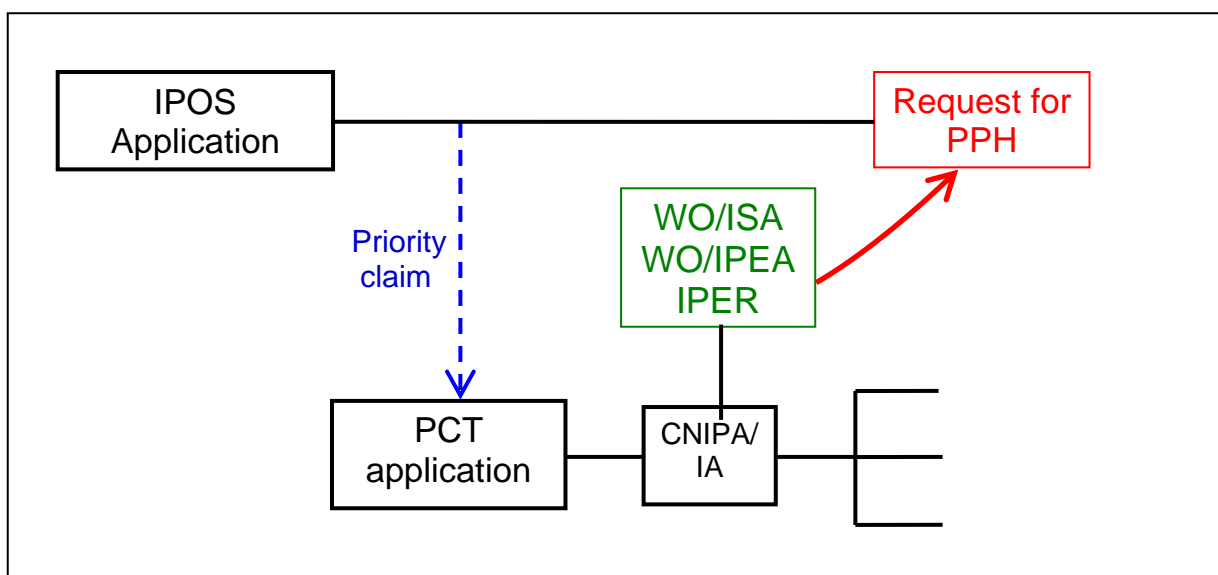 IPOS
Application
Request for
PPH
WO/ISA
WO/IPEA
IPER
Priority
claim
PCT
application
CNIPA/
IA